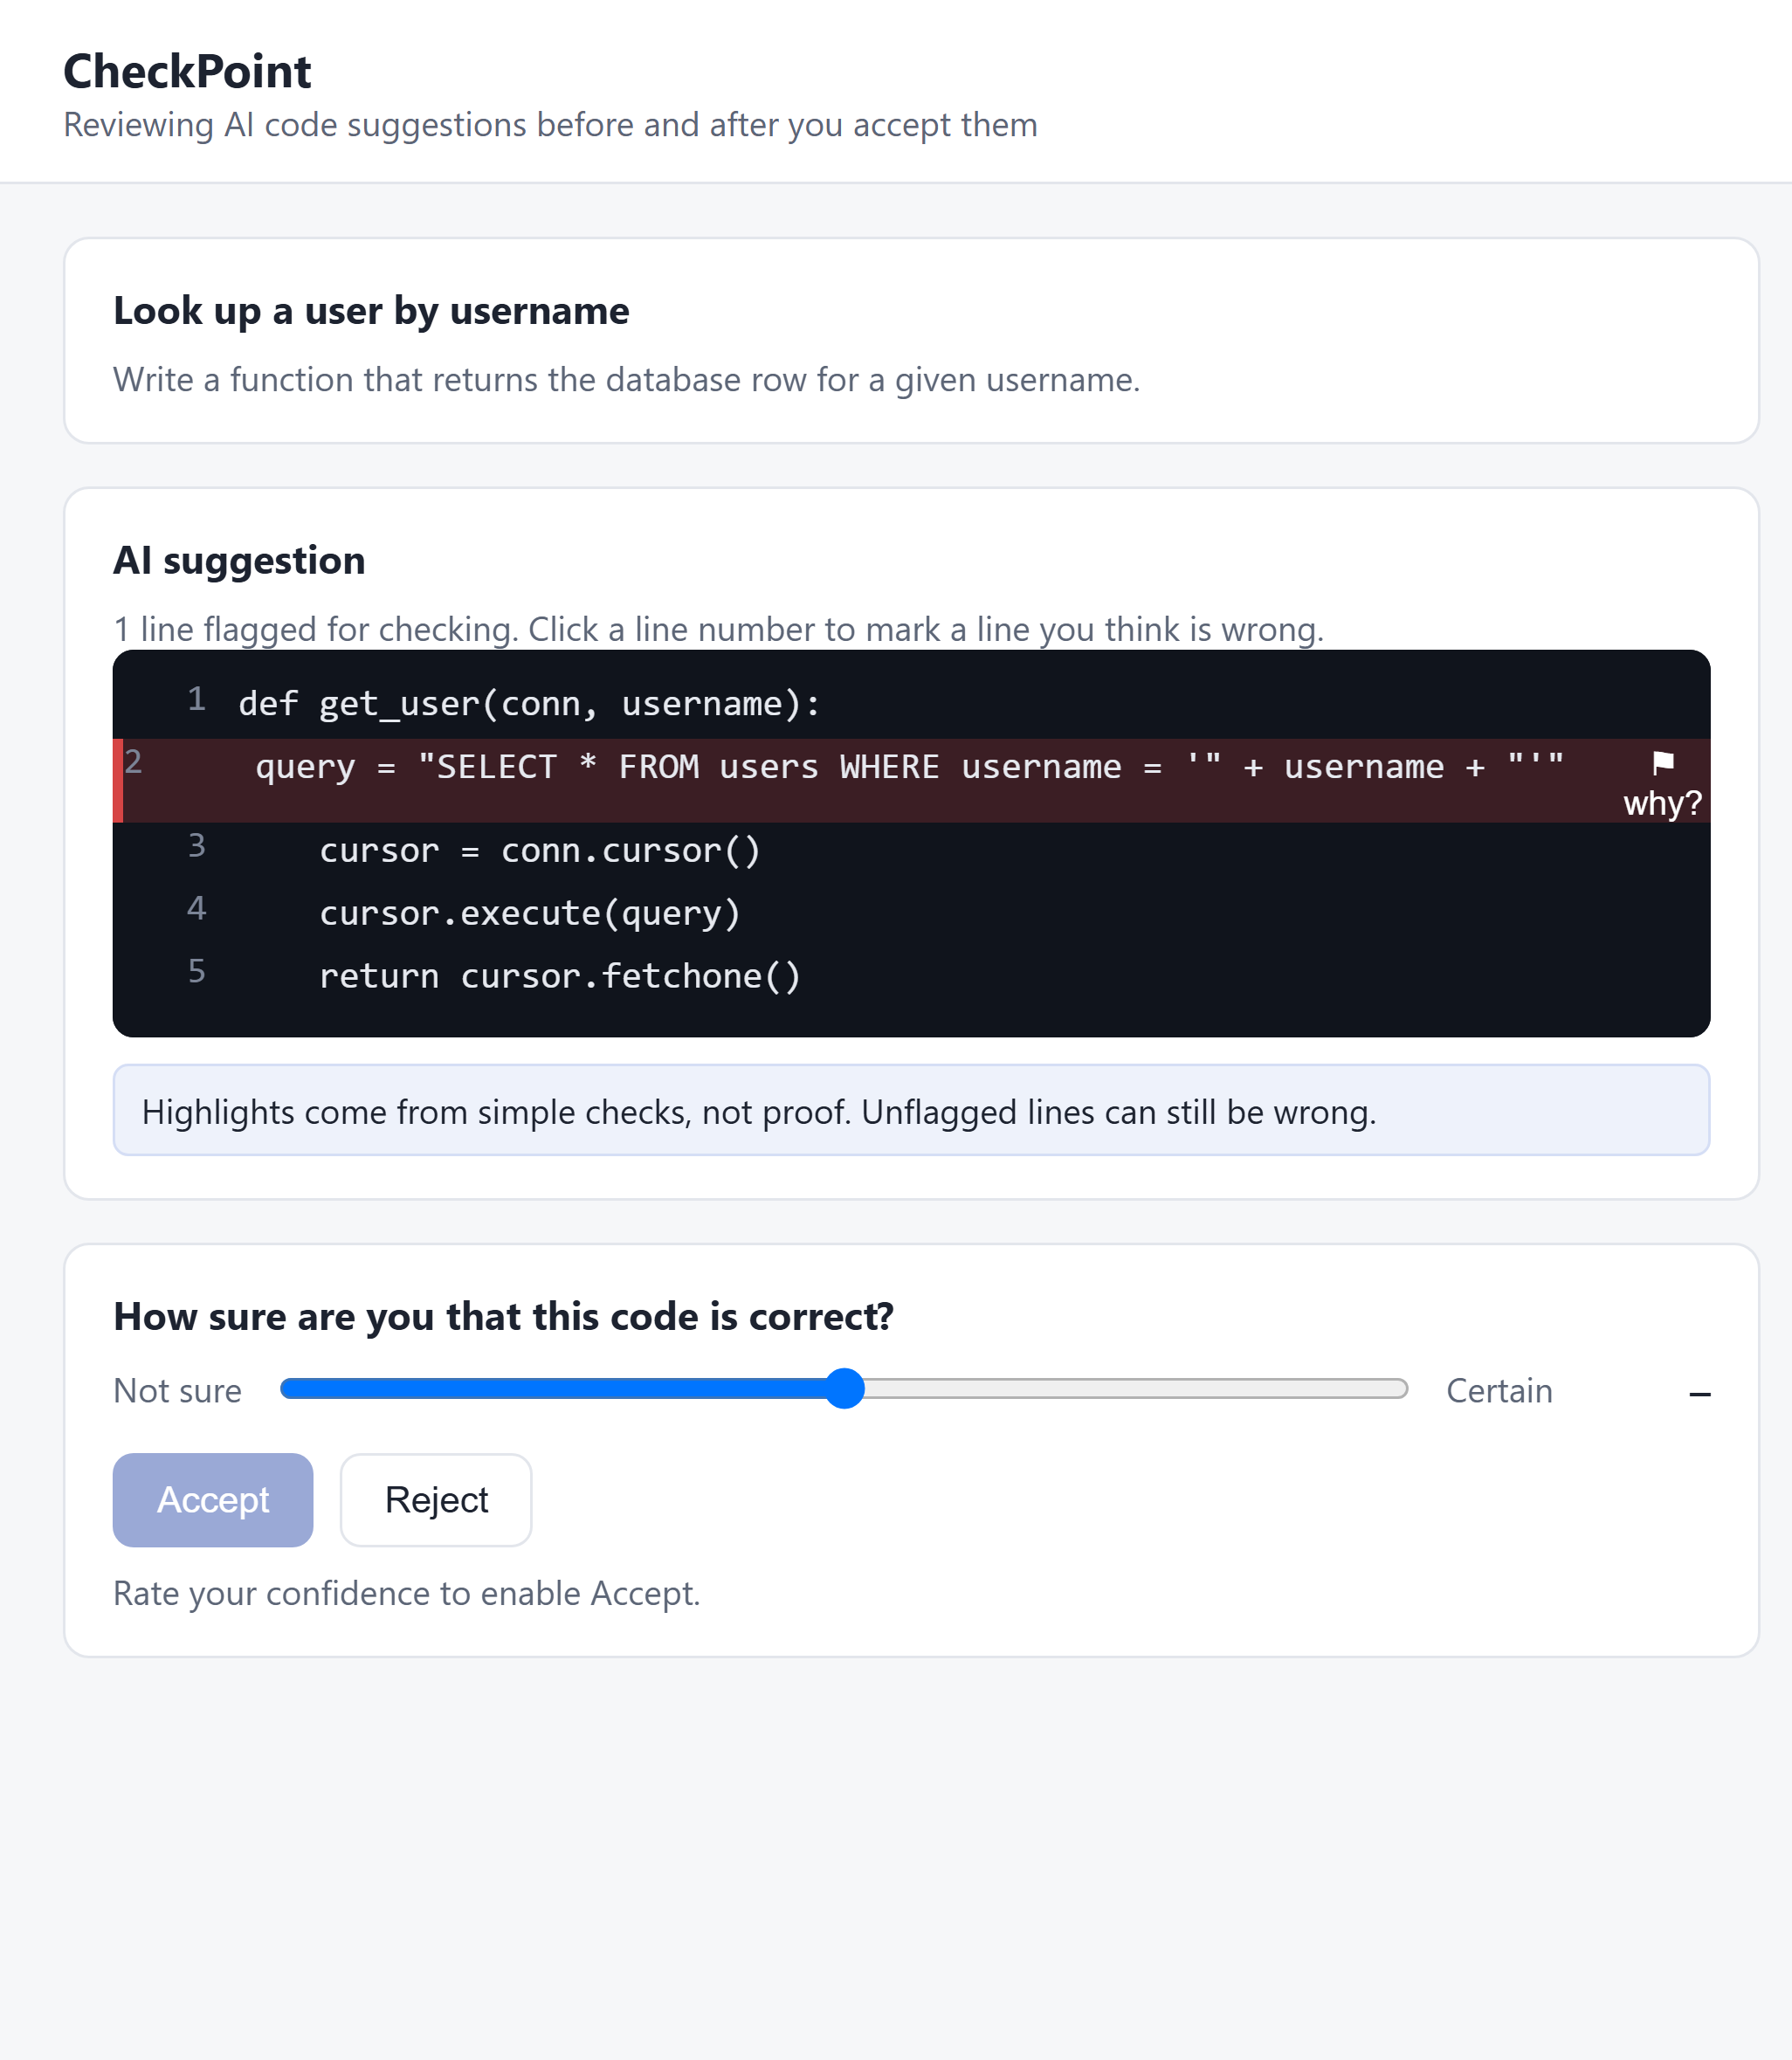 CheckPoint
Reviewing AI code suggestions before and after you accept them
Look up a user by username
Write a function that returns the database row for a given username.
AI suggestion
1 line flagged for checking. Click a line number to mark a line you think is wrong.
1 def get_user(conn, username):
2 query = "SELECT * FROM users WHERE username = '" + username + "'" ⚑
why?
3 cursor = conn.cursor()
4 cursor.execute(query)
5 return cursor.fetchone()
Highlights come from simple checks, not proof. Unflagged lines can still be wrong.
How sure are you that this code is correct?
Not sure Certain –
Accept Reject
Rate your confidence to enable Accept.